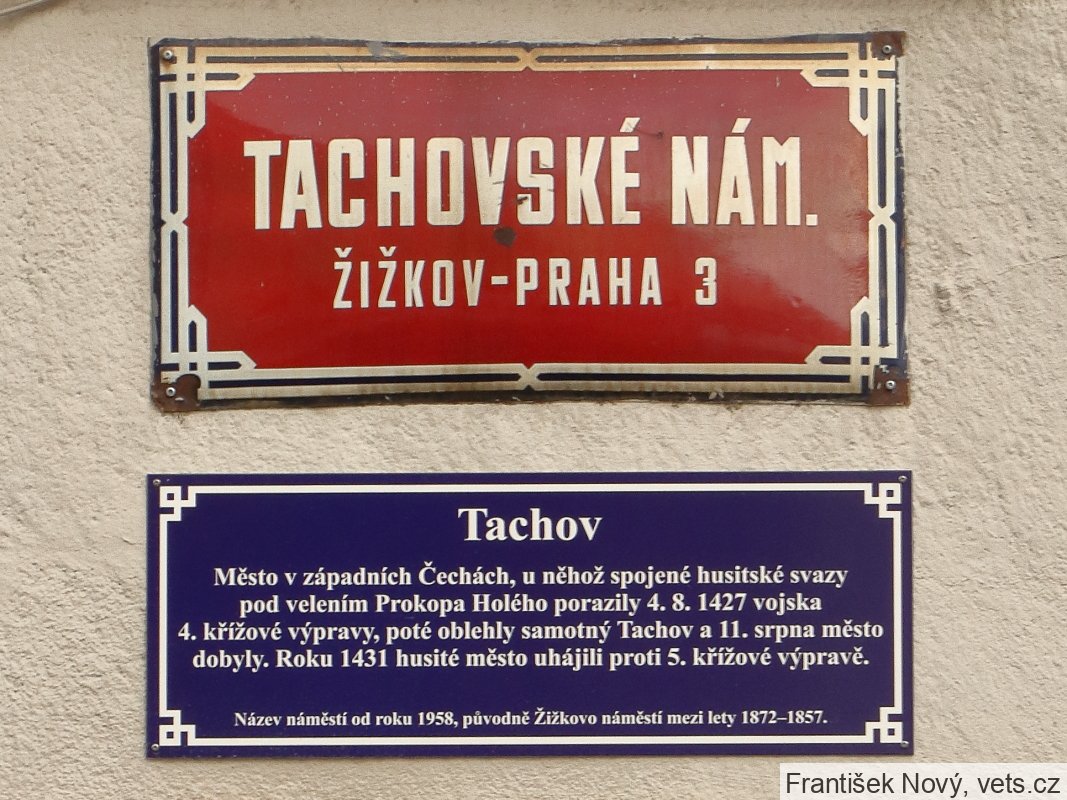 TACHOVSKÉ NÁM.
ŽIŽKOV-PRAHA 3
Tachov
Město v západních Čechách, u něhož spojené husitské svazy
pod velením Prokopa Holého porazily 4. 8. 1427 vojska
4. křížové výpravy, poté oblehly samotný Tachov a 11. srpna město
dobyly. Roku 1431 husité město uhájili proti 5. křížové výpravě.
Název náměstí od roku 1958, původně Žižkovo náměstí mezi lety 1872–1857.
František Nový, vets.cz